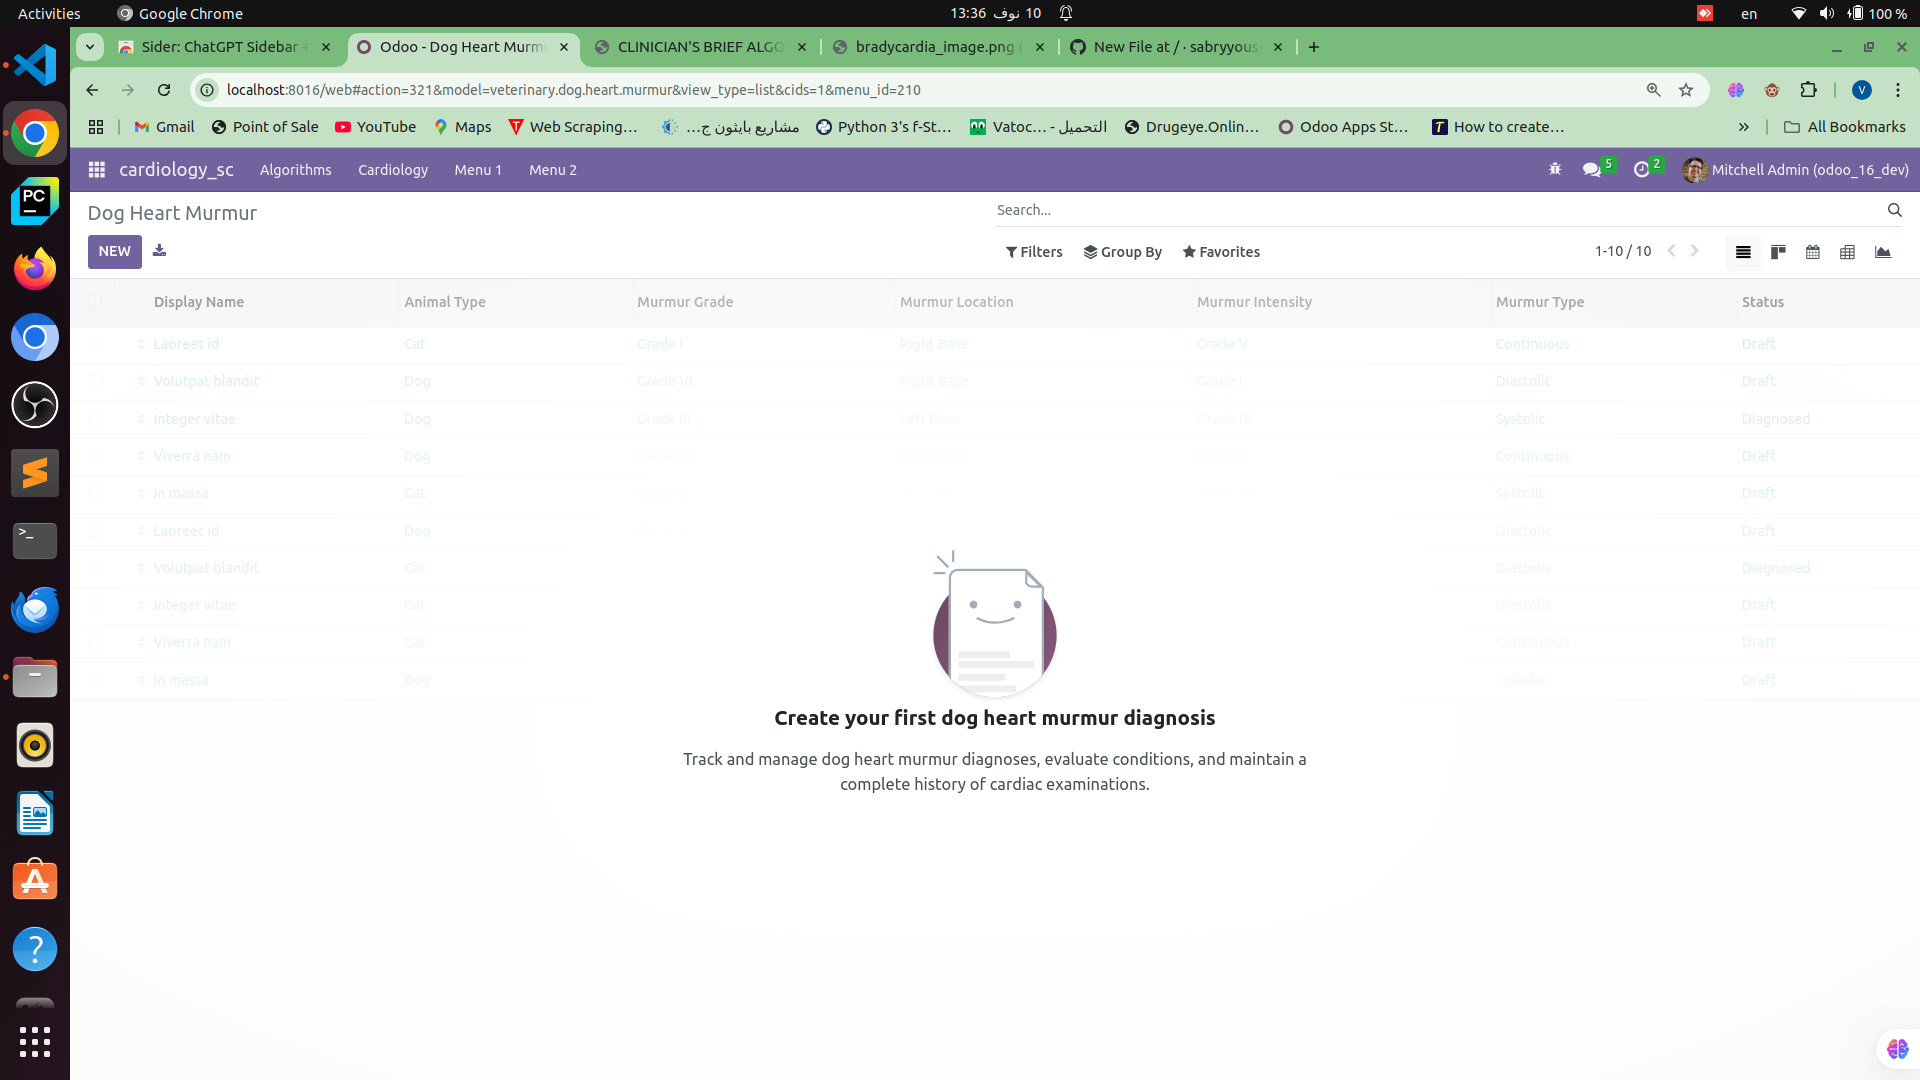 Activities
Google Chrome
13:36 نوف 10
en
100 %
Sider: ChatGPT Sidebar +
Odoo - Dog Heart Murm
CLINICIAN'S BRIEF ALGO
bradycardia_image.png (
New File at / · sabryyous
localhost:8016/web#action=321&model=veterinary.dog.heart.murmur&view_type=list&cids=1&menu_id=210
V
Gmail
Point of Sale
YouTube
Maps
Web Scraping…
مشاريع بايثون ج…
Python 3's f-St…
Vatoc… - التحميل
Drugeye.Onlin…
Odoo Apps St…
How to create…
All Bookmarks
cardiology_sc
Algorithms
Cardiology
Menu 1
Menu 2
5
2
Mitchell Admin (odoo_16_dev)
Dog Heart Murmur
Search...
NEW
Filters
Group By
Favorites
1-10 / 10
Display Name Animal Type Murmur Grade Murmur Location Murmur Intensity Murmur Type Status
Laoreet id Cat Grade I Right Base Grade V Continuous Draft
Volutpat blandit Dog Grade VI Right Base Grade I Diastolic Draft
Integer vitae Dog Grade III Left Base Grade IV Systolic Diagnosed
Viverra nam Dog Grade IV Continuous Draft
In massa Cat Systolic Draft
Laoreet id Dog Diastolic Draft
Volutpat blandit Cat Diastolic Diagnosed
Integer vitae Cat Diastolic Draft
Viverra nam Cat Continuous Draft
In massa Dog Systolic Draft
Create your first dog heart murmur diagnosis
Track and manage dog heart murmur diagnoses, evaluate conditions, and maintain a
complete history of cardiac examinations.